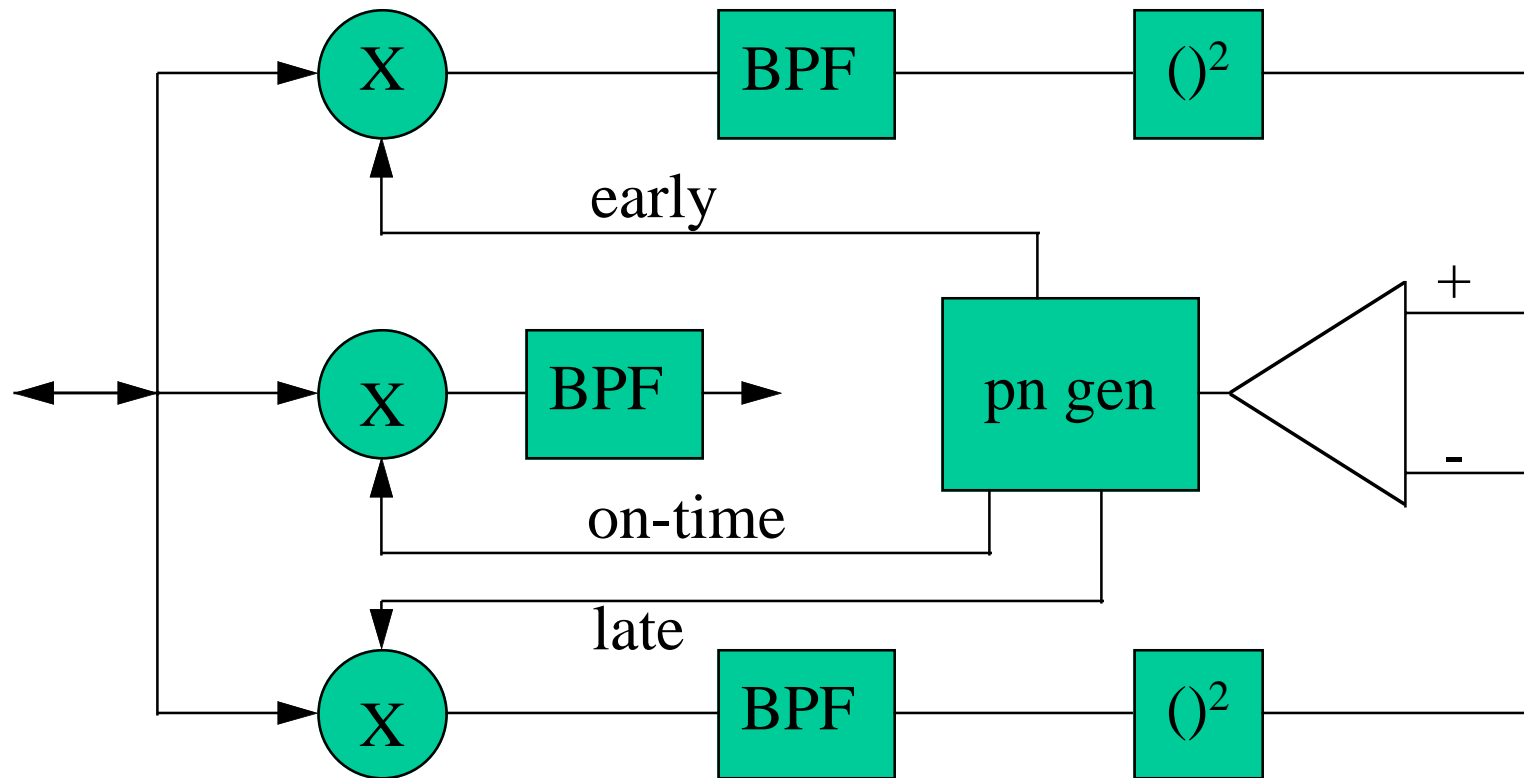 X
BPF
()²
early
+
X
BPF
pn gen
-
on-time
late
X
BPF
()²